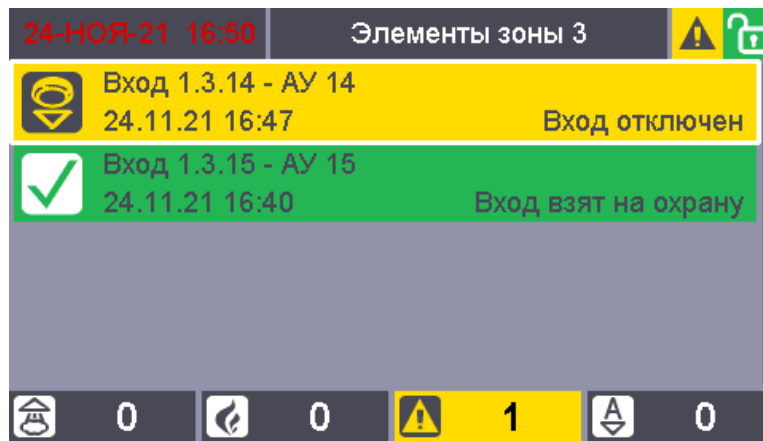 24-НОЯ-21 16:50 Элементы зоны 3
Вход 1.3.14 - АУ 14
24.11.21 16:47 Вход отключен
Вход 1.3.15 - АУ 15
24.11.21 16:40 Вход взят на охрану
0 0 1 A 0